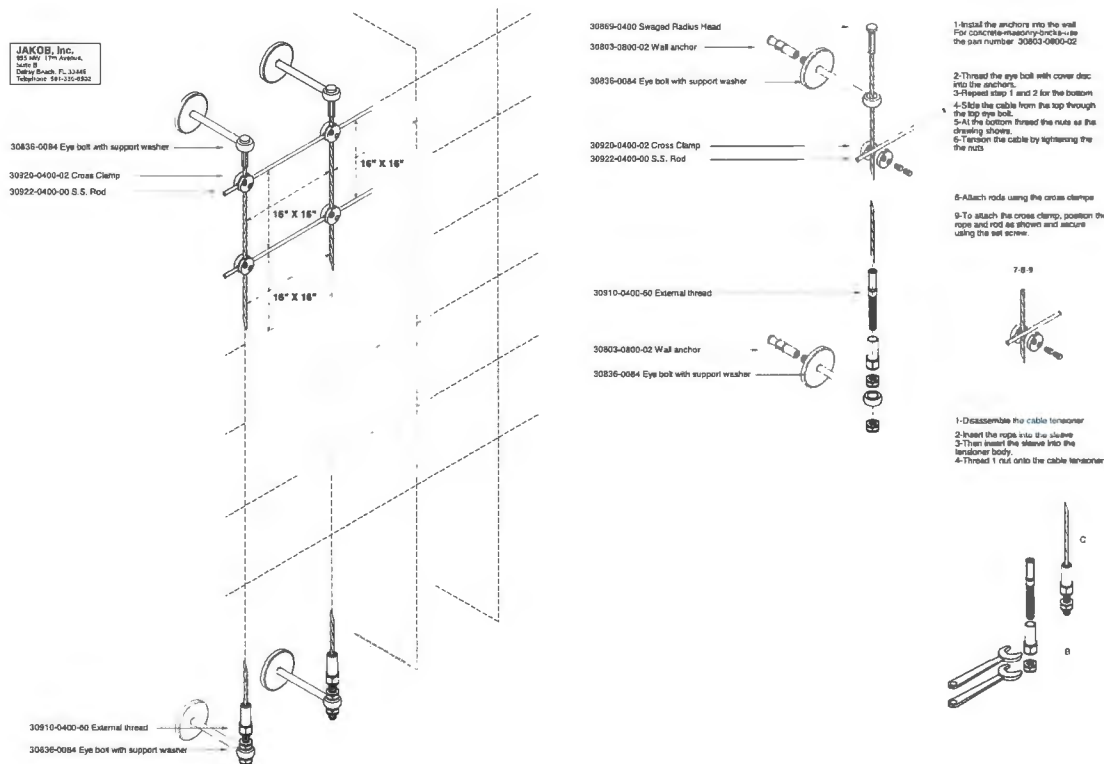 JAKOB, Inc.
Suite B
30836-0084 Eye bolt with support washer
30920-0400-02 Cross Clamp
30922-0400-00 S.S. Rod
16" X 16"
16" X 16"
16" X 16"
30910-0400-60 External thread
30836-0084 Eye bolt with support washer
30869-0400 Swaged Radius Head
30803-0800-02 Wall anchor
30836-0084 Eye bolt with support washer
30920-0400-02 Cross Clamp
30922-0400-00 S.S. Rod
30910-0400-60 External thread
30803-0800-02 Wall anchor
30836-0084 Eye bolt with support washer
1-Install the anchors into the wall
For concrete-masonry-bricks-use
the part number 30803-0800-02
2-Thread the eye bolt with cover disc
into the anchors.
3-Repeat step 1 and 2 for the bottom
4-Slide the cable from the top through
the top eye bolt.
5-At the bottom thread the nuts as the
drawing shows.
6-Tension the cable by tightening the
the nuts
8-Attach rods using the cross clamps
9-To attach the cross clamp, position the
rope and rod as shown and secure
using the set screw.
7-8-9
1-Disassemble the cable tensioner
2-Insert the rope into the sleeve
3-Then insert the sleeve into the
tensioner body.
4-Thread 1 nut onto the cable tensioner
C
B